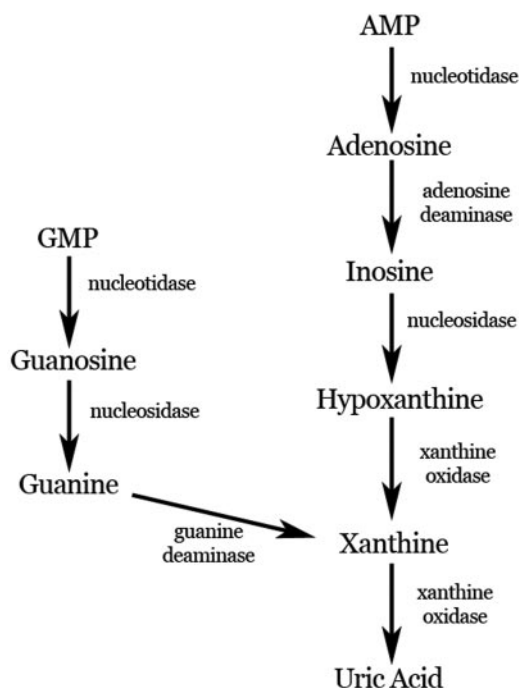 AMP
nucleotidase
Adenosine
adenosine
deaminase
Inosine
nucleosidase
Hypoxanthine
xanthine
oxidase
GMP
nucleotidase
Guanosine
nucleosidase
Guanine
guanine
deaminase
Xanthine
xanthine
oxidase
Uric Acid